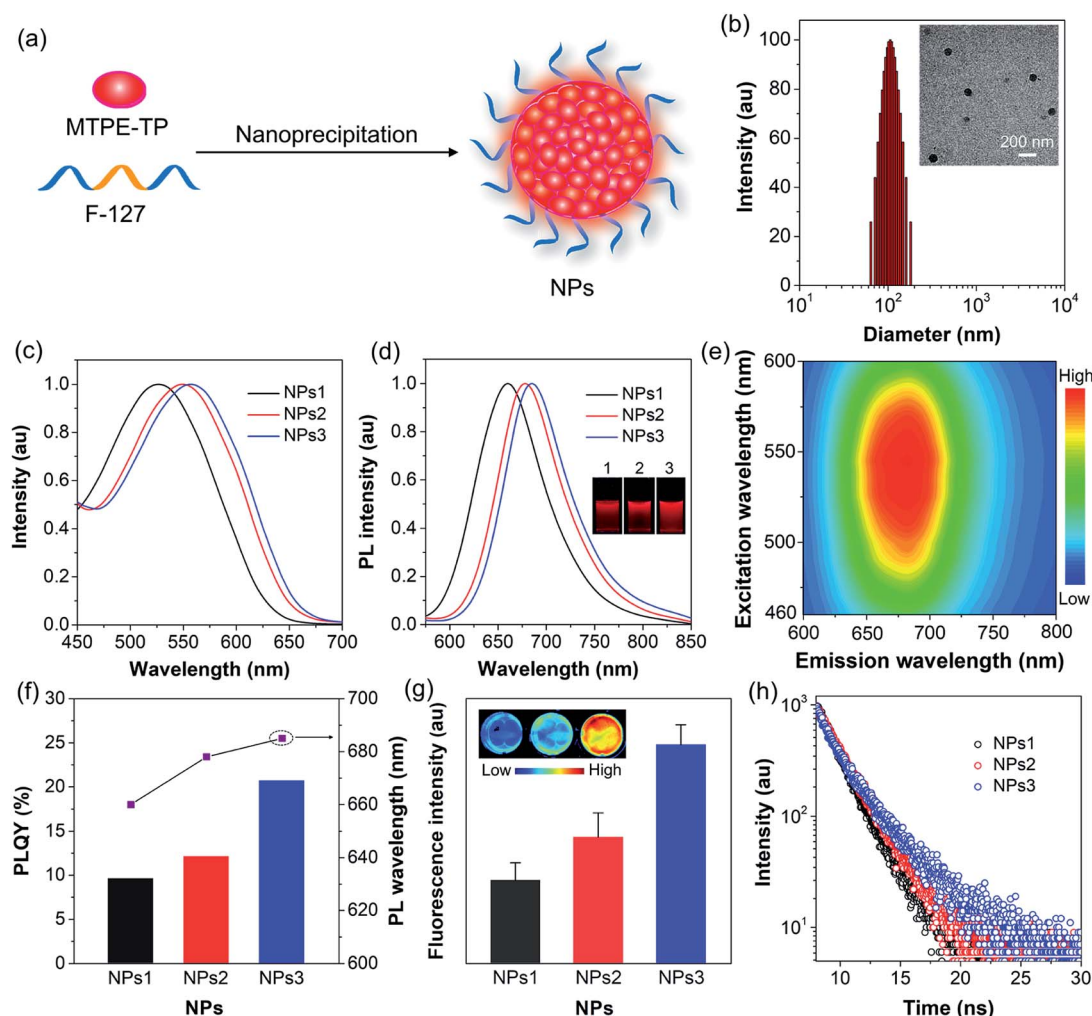 (a)
MTPE-TP
F-127
Nanoprecipitation
NPs
(b)
Intensity (au)
100
80
60
40
20
0
10¹
10²
10³
10⁴
Diameter (nm)
200 nm
(c)
Intensity (au)
1.0
0.8
0.6
0.4
0.2
0.0
450
500
550
600
650
700
Wavelength (nm)
NPs1
NPs2
NPs3
(d)
PL intensity (au)
1.0
0.8
0.6
0.4
0.2
0.0
600
650
700
750
800
850
Wavelength (nm)
NPs1
NPs2
NPs3
1 2 3
(e)
Excitation wavelength (nm)
600
550
500
460
600
650
700
750
800
Emission wavelength (nm)
High
Low
(f)
PLQY (%)
30
25
20
15
10
5
0
NPs1
NPs2
NPs3
NPs
700
680
660
640
620
600
PL wavelength (nm)
(g)
Fluorescence intensity (au)
Low
High
NPs1
NPs2
NPs3
NPs
(h)
Intensity (au)
10³
10²
10¹
10
15
20
25
30
Time (ns)
NPs1
NPs2
NPs3